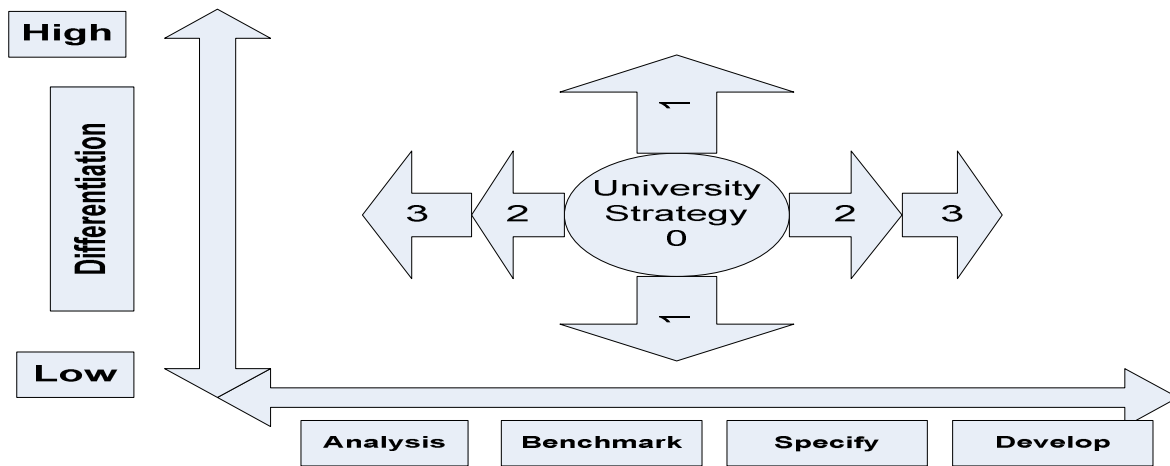 High
Differentiation
Low
1
3
2
University
Strategy
0
2
3
1
Analysis
Benchmark
Specify
Develop